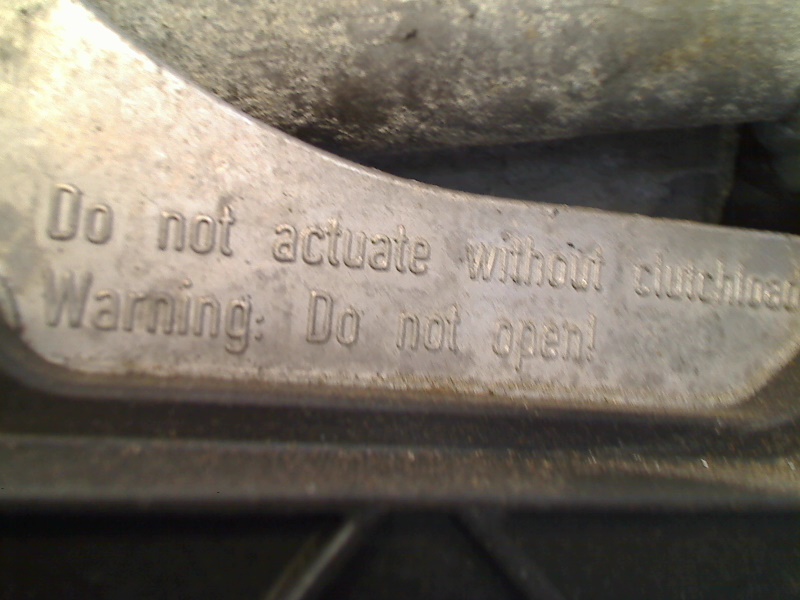 Do not actuate without clutchload
Warning: Do not open!